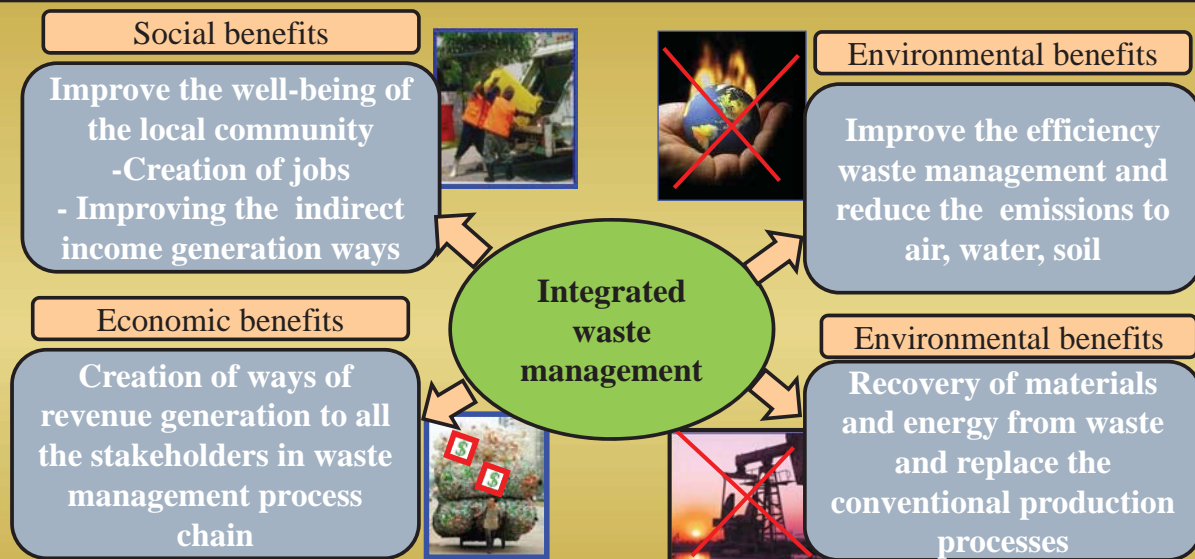 Social benefits
Improve the well-being of
the local community
-Creation of jobs
- Improving the indirect
income generation ways
Environmental benefits
Improve the efficiency
waste management and
reduce the emissions to
air, water, soil
Integrated
waste
management
Economic benefits
Creation of ways of
revenue generation to all
the stakeholders in waste
management process
chain
$
$
Environmental benefits
Recovery of materials
and energy from waste
and replace the
conventional production
processes